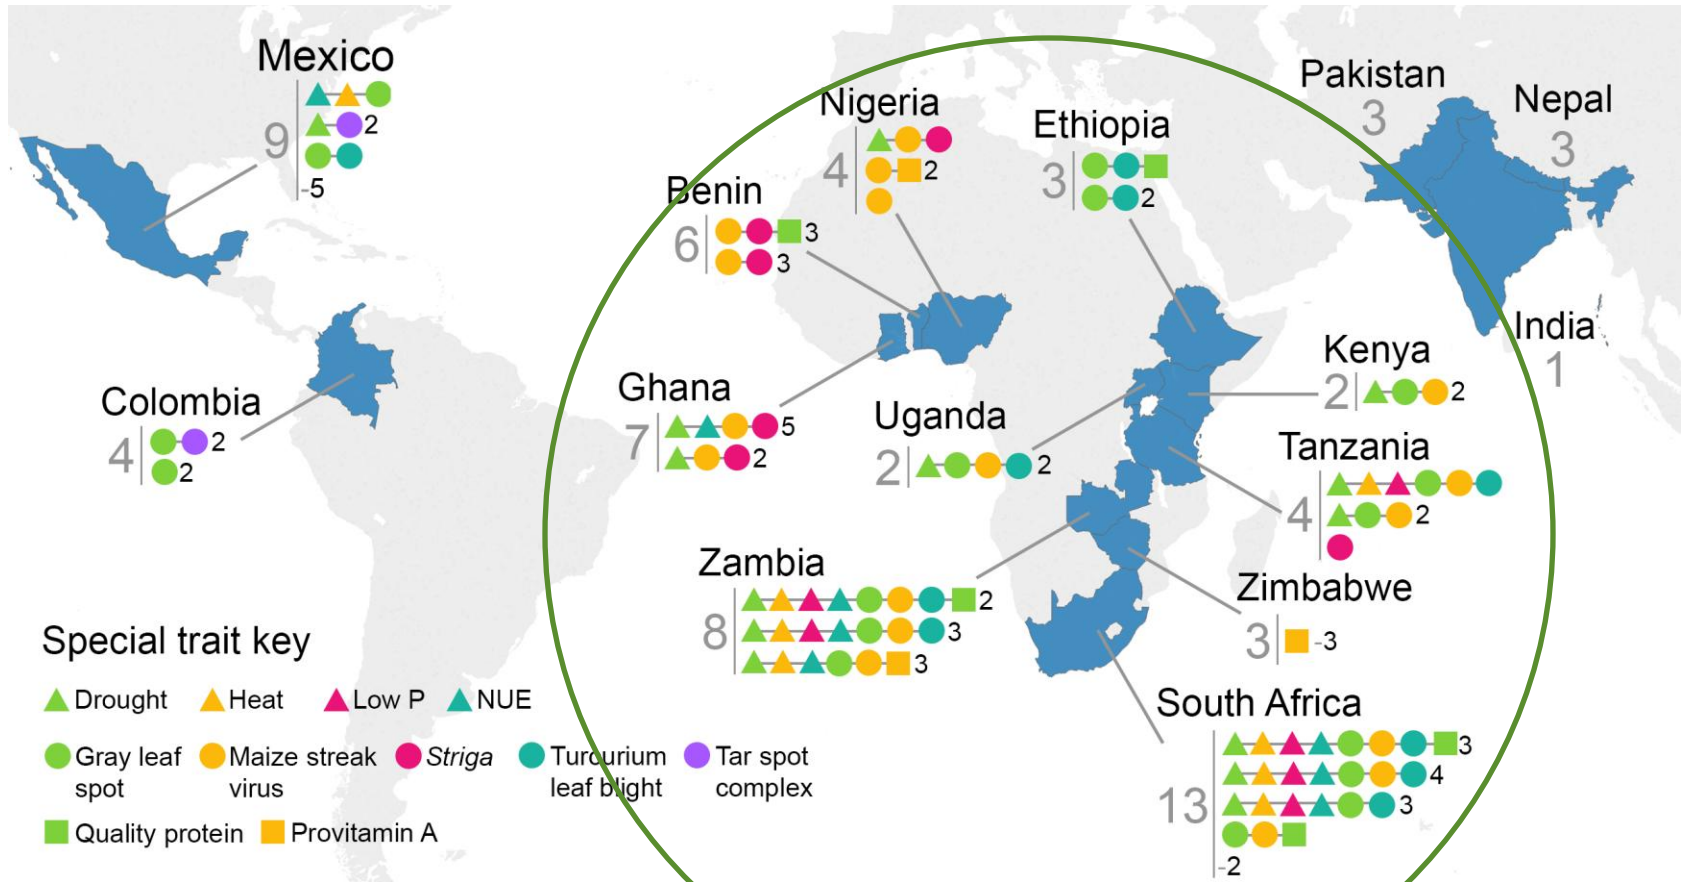 Mexico
9
2
-5
Colombia
4
2
2
Nigeria
4
2
Benin
6
3
3
Ghana
7
5
2
Ethiopia
3
2
Uganda
2
2
Kenya
2
2
Tanzania
4
2
Zambia
8
2
3
3
Zimbabwe
3
-3
South Africa
13
3
4
3
-2
Pakistan
3
Nepal
3
India
1
Special trait key
Drought Heat Low P NUE
Gray leaf spot
Maize streak virus
Striga
Turcurium leaf blight
Tar spot complex
Quality protein Provitamin A